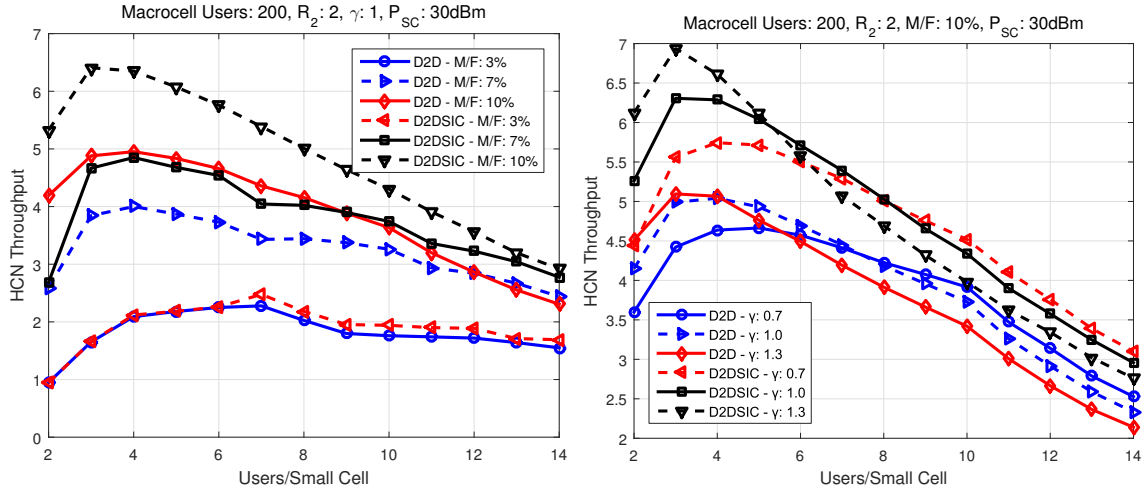 Macrocell Users: 200, R₂: 2, γ: 1, P_SC: 30dBm
7
6
5
4
3
2
1
0
HCN Throughput
D2D - M/F: 3%
D2D - M/F: 7%
D2D - M/F: 10%
D2DSIC - M/F: 3%
D2DSIC - M/F: 7%
D2DSIC - M/F: 10%
2 4 6 8 10 12 14
Users/Small Cell
Macrocell Users: 200, R₂: 2, M/F: 10%, P_SC: 30dBm
7
6.5
6
5.5
5
4.5
4
3.5
3
2.5
2
HCN Throughput
D2D - γ: 0.7
D2D - γ: 1.0
D2D - γ: 1.3
D2DSIC - γ: 0.7
D2DSIC - γ: 1.0
D2DSIC - γ: 1.3
2 4 6 8 10 12 14
Users/Small Cell